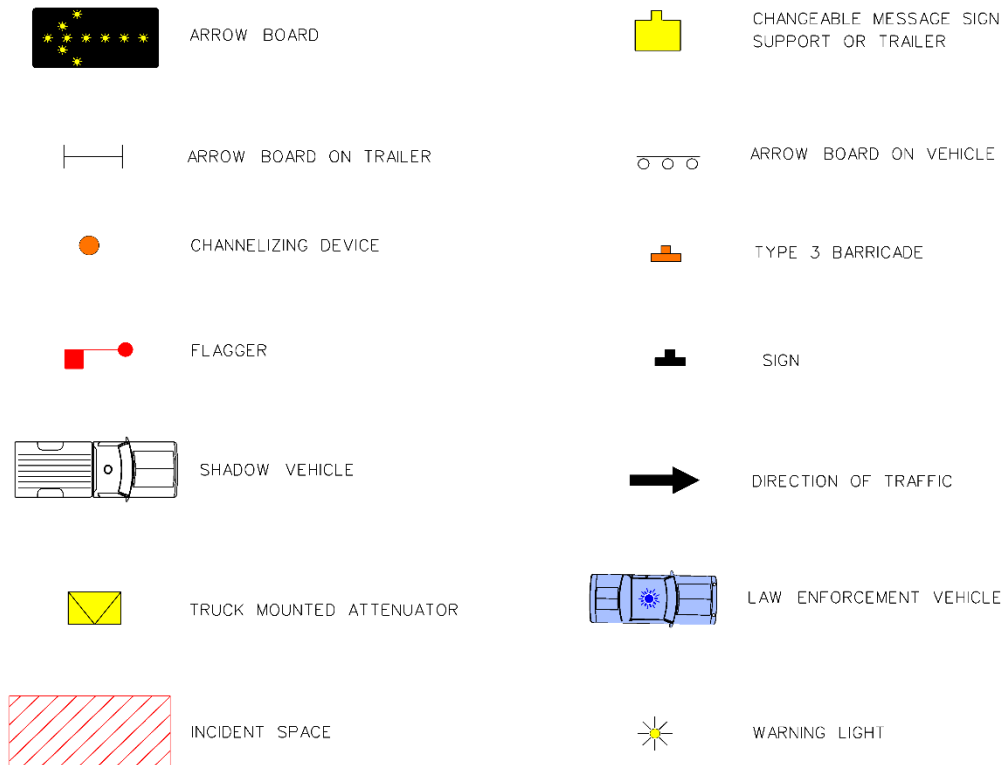 ARROW BOARD
CHANGEABLE MESSAGE SIGN
SUPPORT OR TRAILER
ARROW BOARD ON TRAILER
ARROW BOARD ON VEHICLE
CHANNELIZING DEVICE
TYPE 3 BARRICADE
FLAGGER
SIGN
SHADOW VEHICLE
DIRECTION OF TRAFFIC
TRUCK MOUNTED ATTENUATOR
LAW ENFORCEMENT VEHICLE
INCIDENT SPACE
WARNING LIGHT